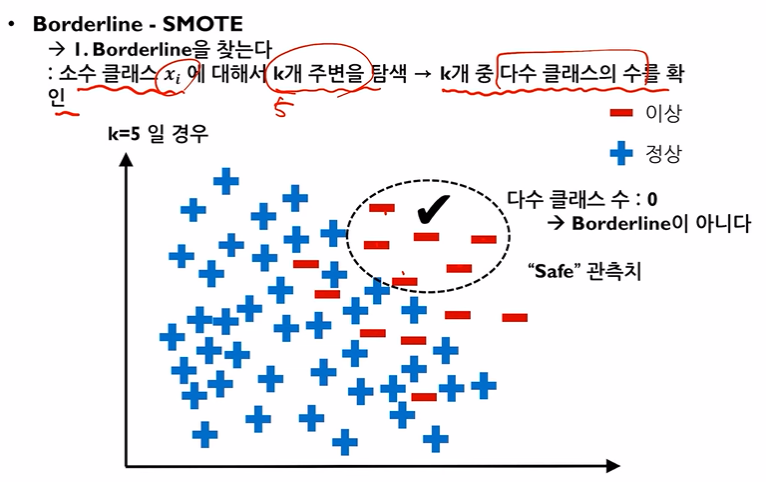 • Borderline - SMOTE
→ 1. Borderline을 찾는다
: 소수 클래스 xᵢ 에 대해서 k개 주변을 탐색 → k개 중 다수 클래스의 수를 확
인
5
k=5 일 경우
이상
정상
다수 클래스 수 : 0
→ Borderline이 아니다
“Safe” 관측치